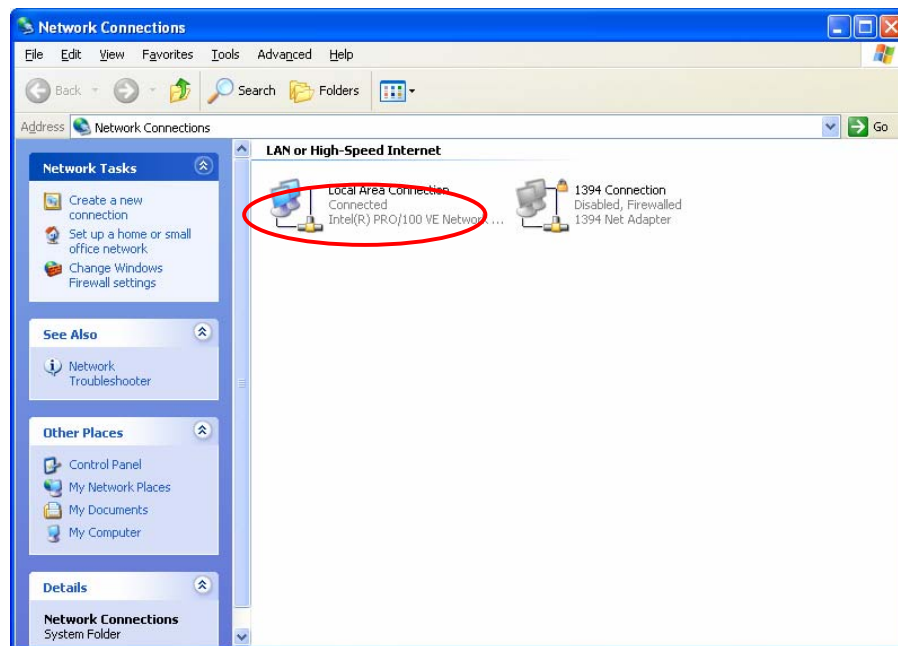 Network Connections
File Edit View Favorites Tools Advanced Help
Back Search Folders
Address Network Connections Go
Network Tasks
Create a new
connection
Set up a home or small
office network
Change Windows
Firewall settings
See Also
Network
Troubleshooter
Other Places
Control Panel
My Network Places
My Documents
My Computer
Details
Network Connections
System Folder
LAN or High-Speed Internet
Local Area Connection
Connected
Intel(R) PRO/100 VE Network ...
1394 Connection
Disabled, Firewalled
1394 Net Adapter